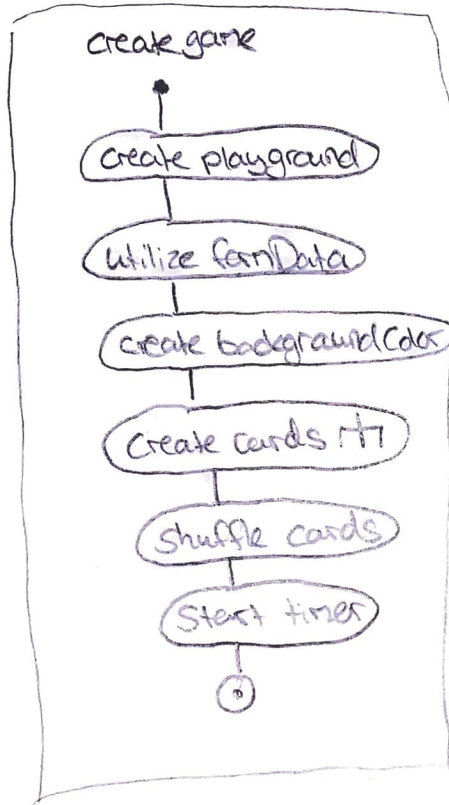 create game
create playground
utilize formData
create backgroundColor
create cards
shuffle cards
start timer